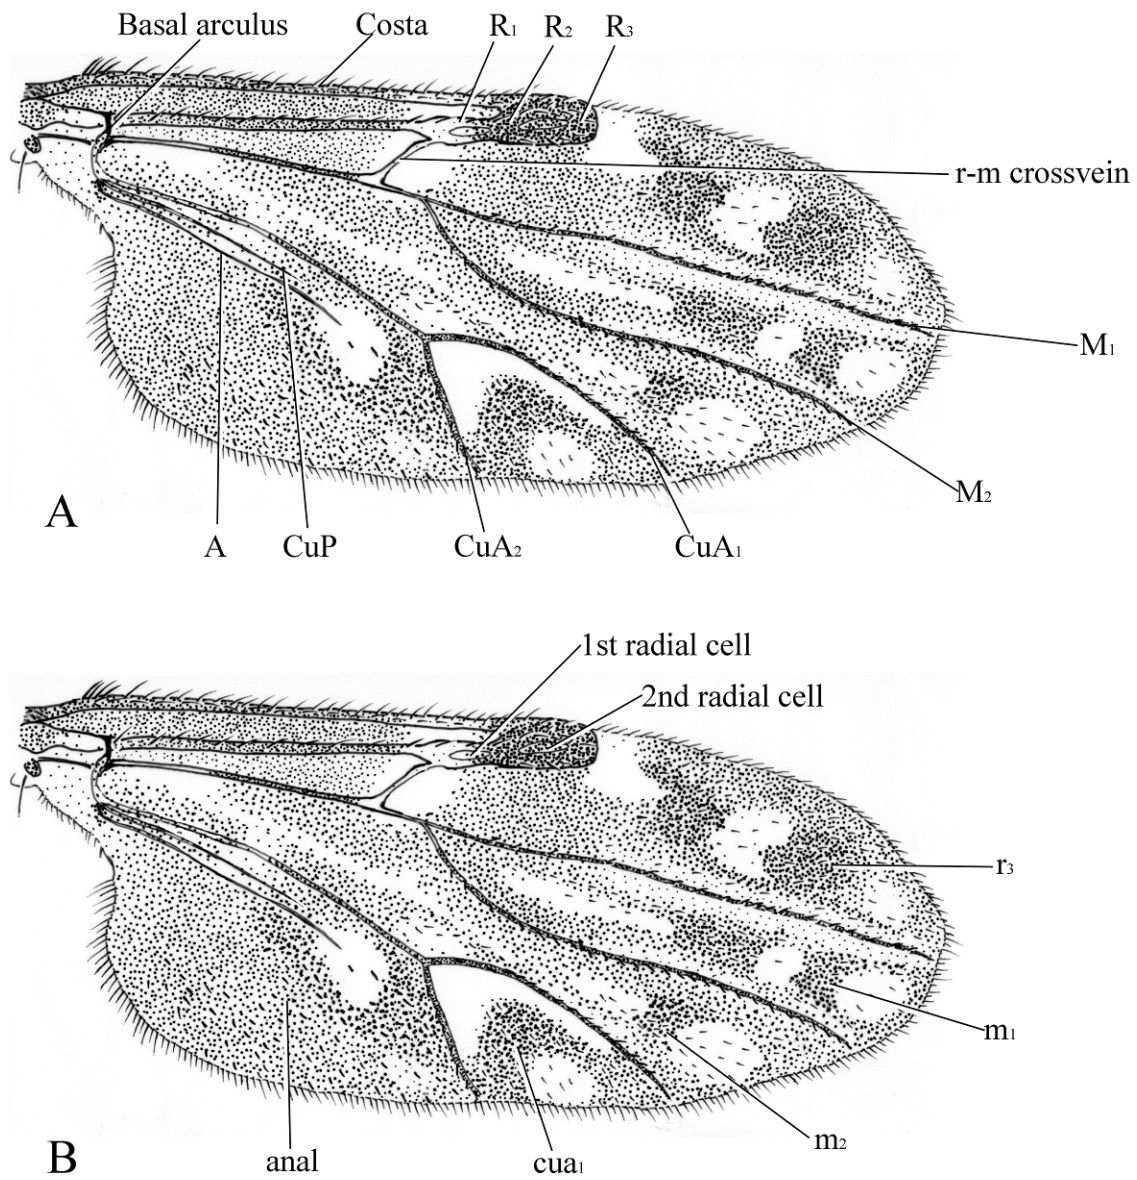 Basal arculus Costa R1 R2 R3
r-m crossvein
M1
M2
A
A CuP CuA2 CuA1
1st radial cell
2nd radial cell
r3
m1
m2
B
anal cua1